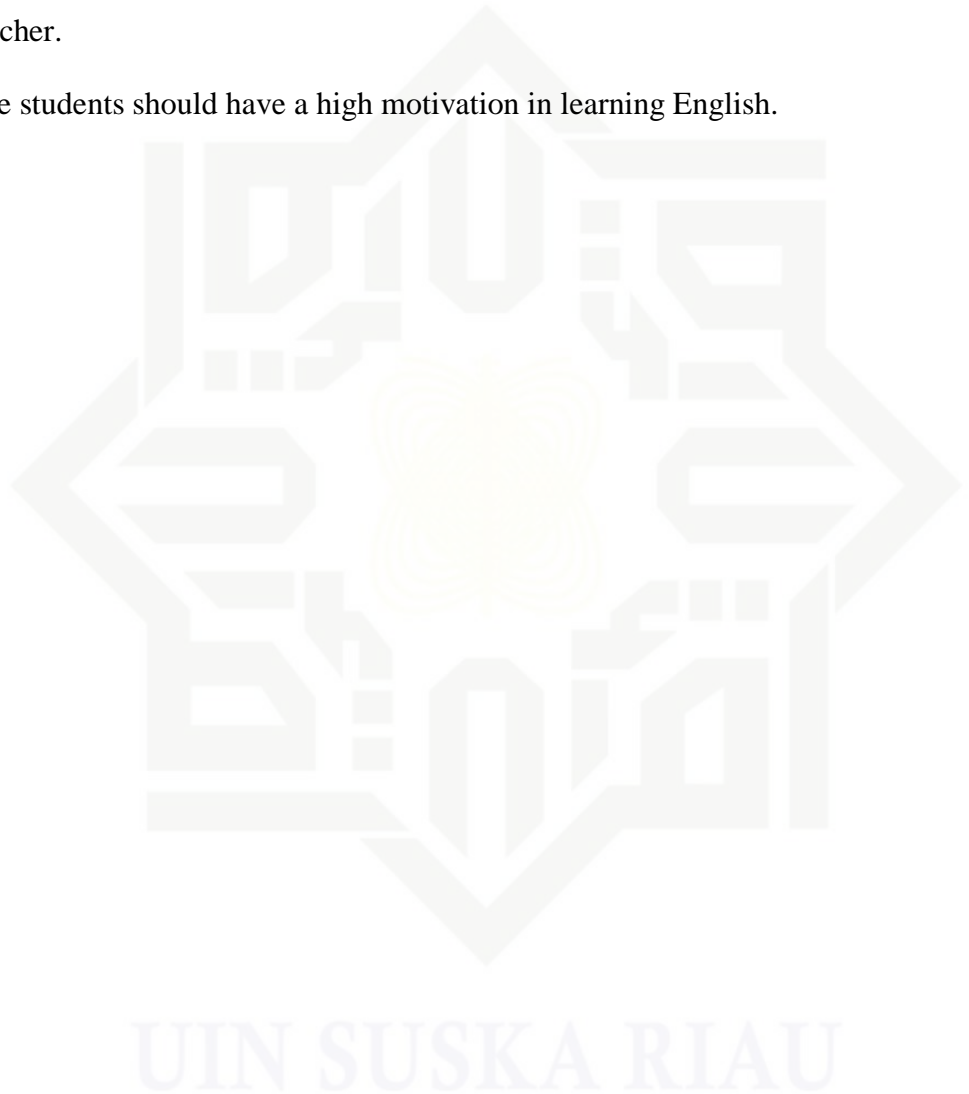 cher.
e students should have a high motivation in learning English.
UIN SUSKA RIAU